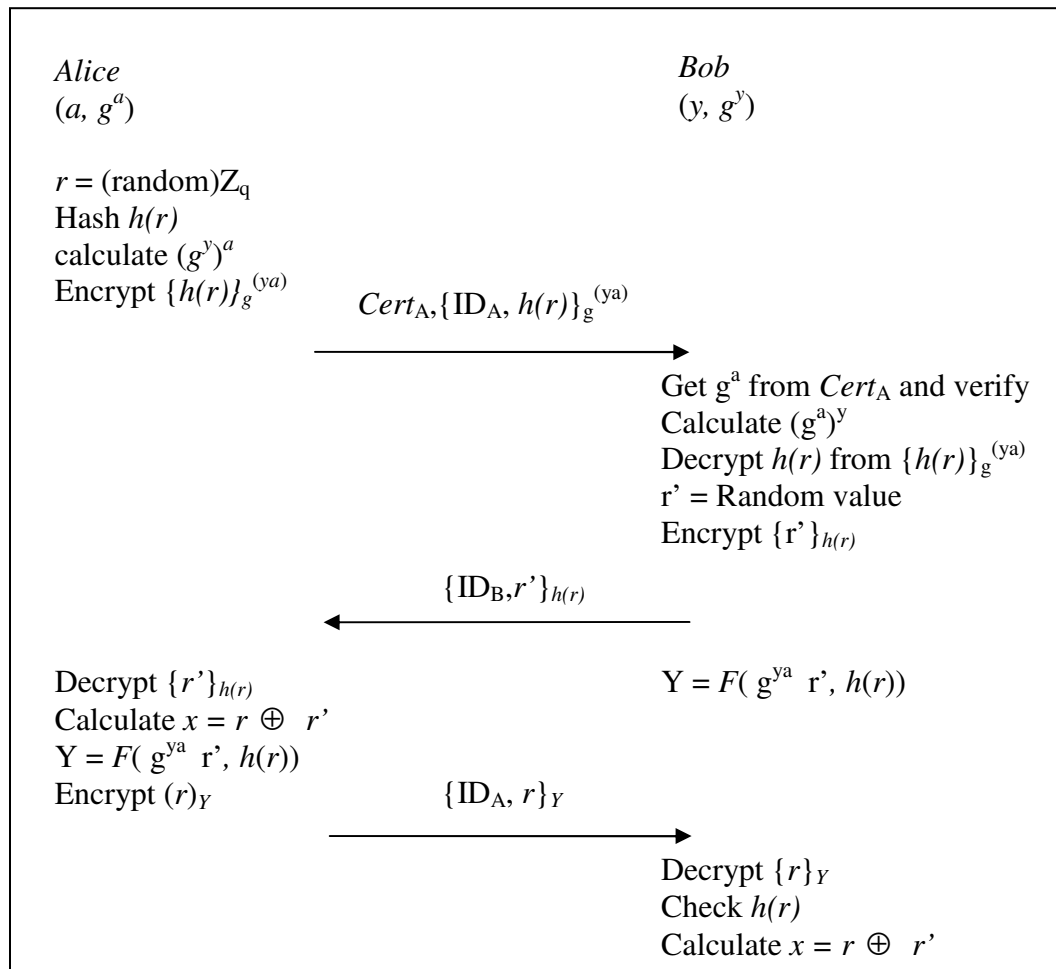 Alice
Bob
(a, g^a)
(y, g^y)
r = (random)Z_q
Hash h(r)
calculate (g^y)^a
Encrypt {h(r)}_g^(ya)
Cert_A,{ID_A, h(r)}_g^(ya)
Get g^a from Cert_A and verify
Calculate (g^a)^y
Decrypt h(r) from {h(r)}_g^(ya)
r’ = Random value
Encrypt {r’}_h(r)
{ID_B,r’}_h(r)
Decrypt {r’}_h(r)
Y = F( g^ya r’, h(r))
Calculate x = r ⊕ r’
Y = F( g^ya r’, h(r))
Encrypt (r)_Y
{ID_A, r}_Y
Decrypt {r}_Y
Check h(r)
Calculate x = r ⊕ r’